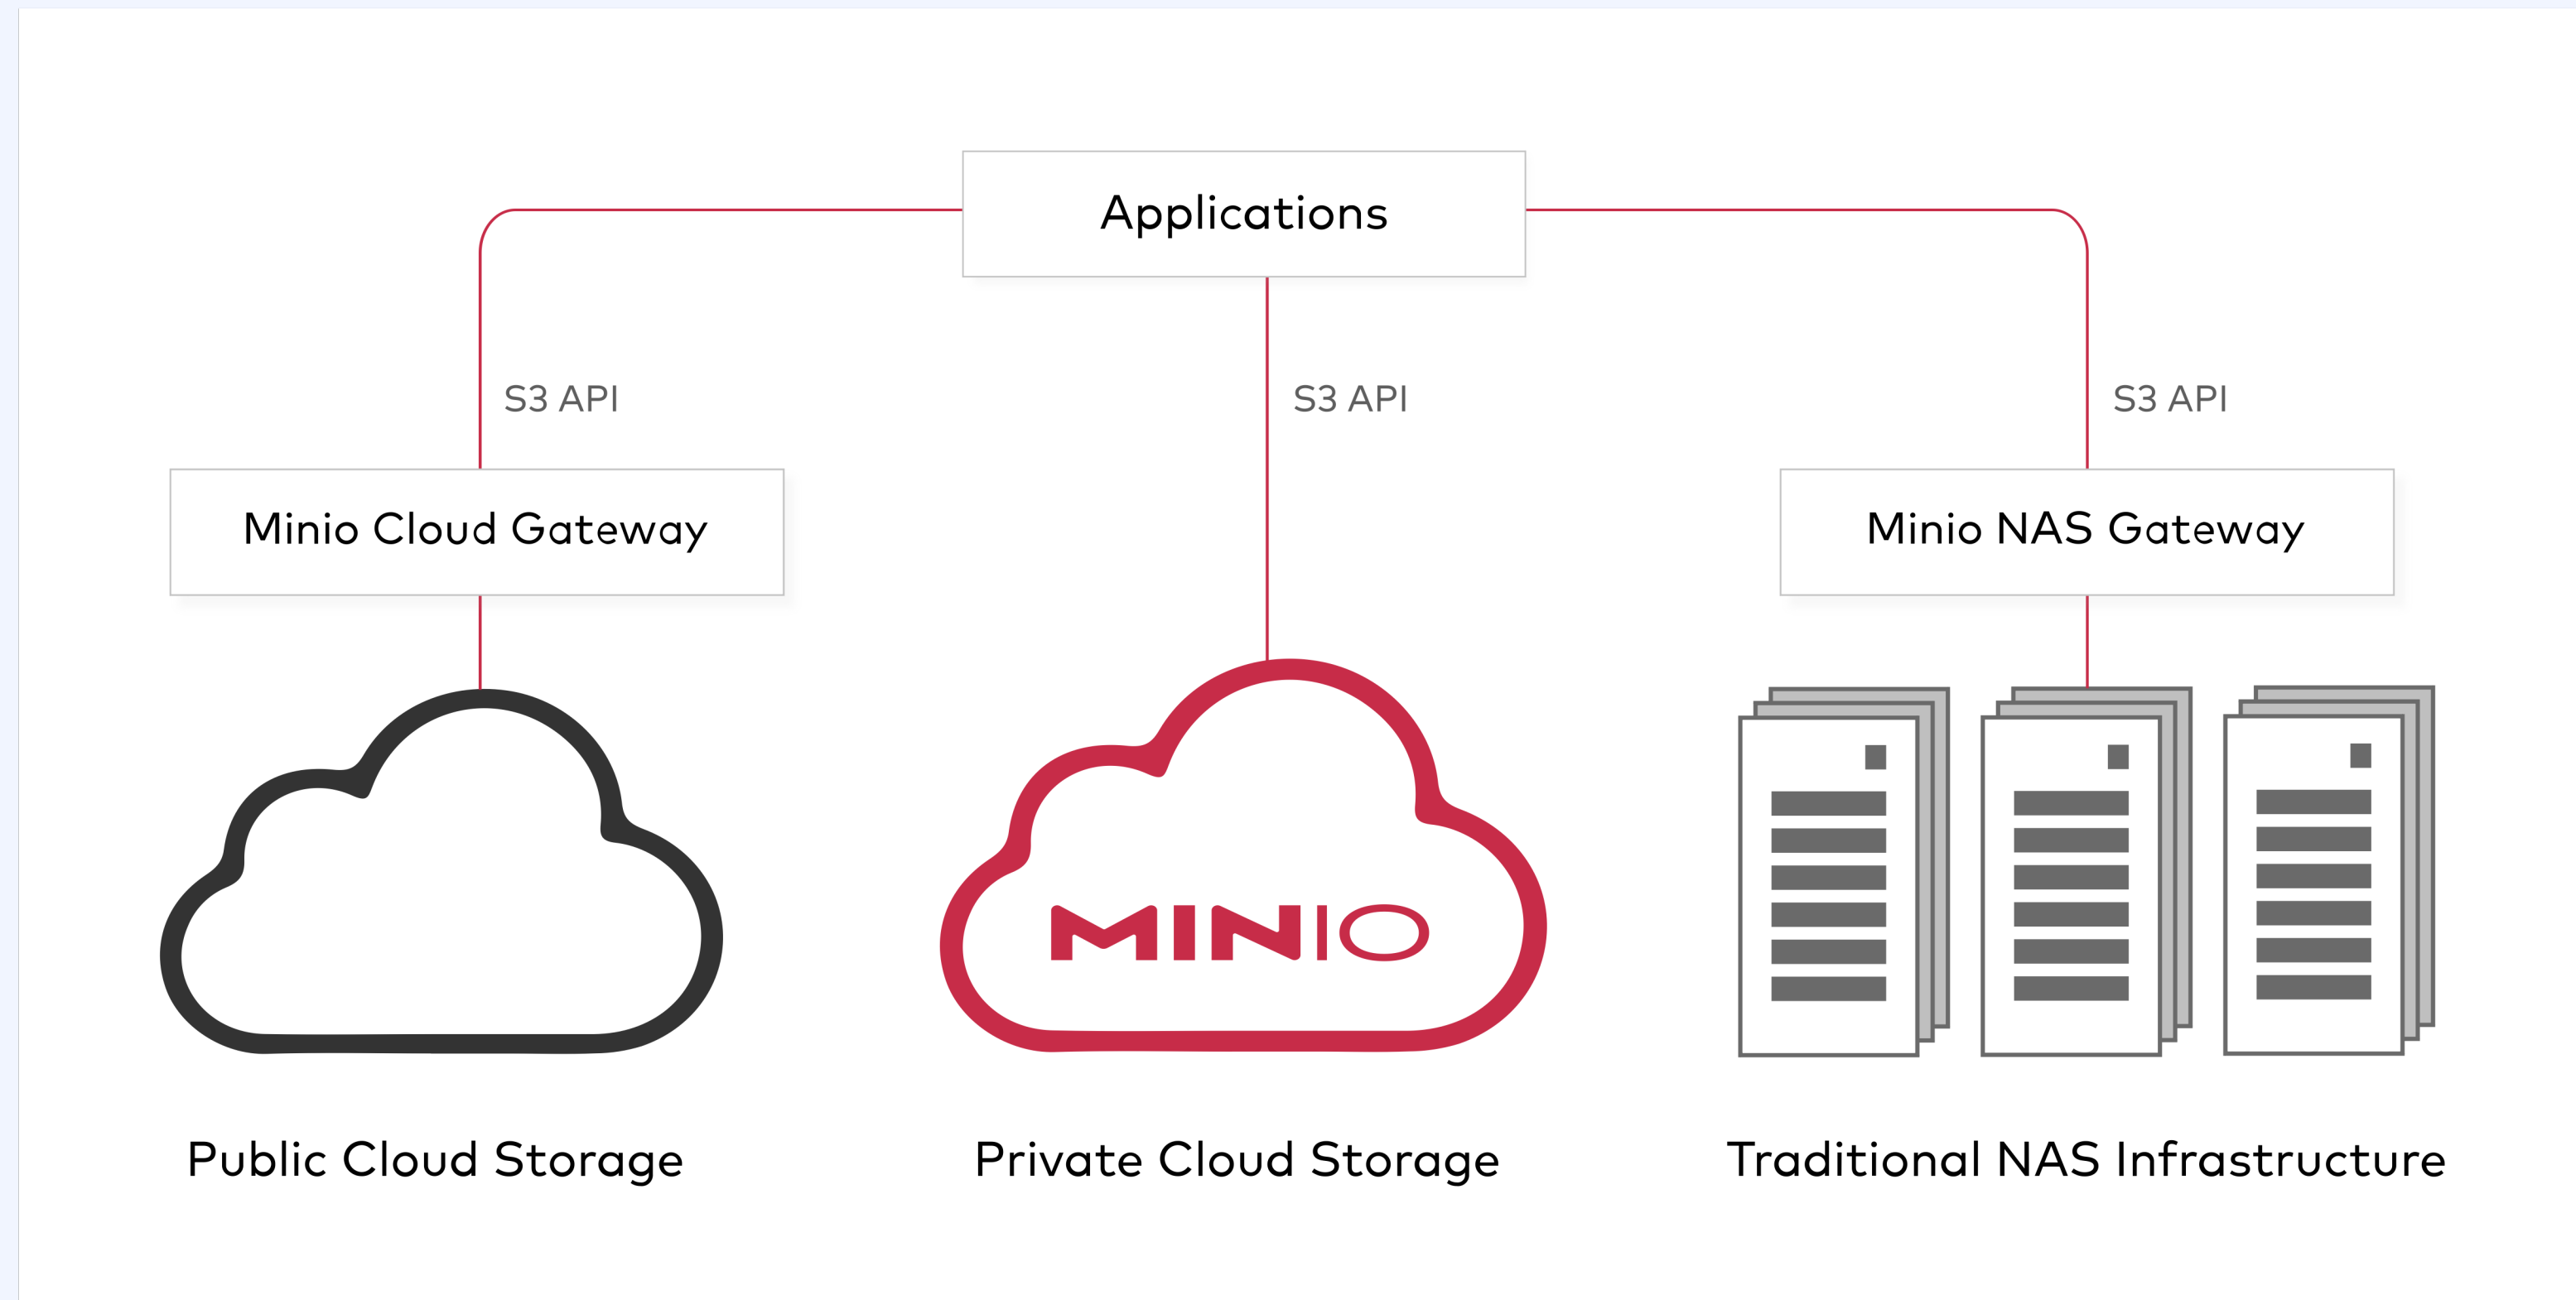 Applications
S3 API
S3 API
S3 API
Minio Cloud Gateway
Minio NAS Gateway
MINIO
Public Cloud Storage
Private Cloud Storage
Traditional NAS Infrastructure